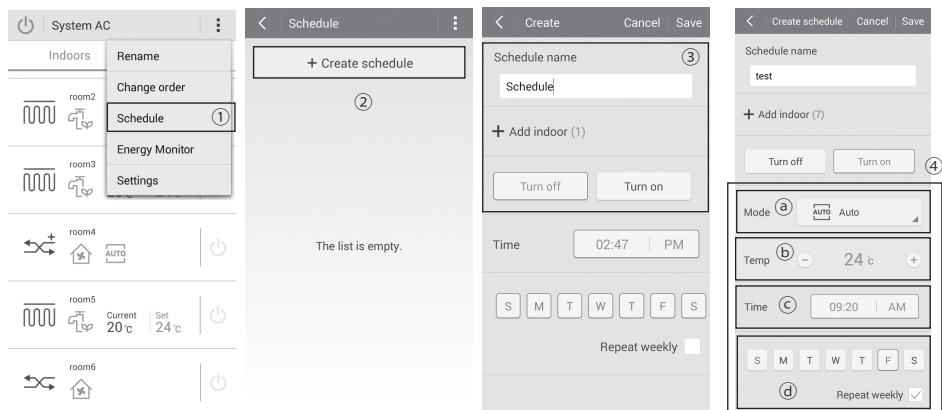 System AC
Indoors
Rename
Change order
Schedule ①
Energy Monitor
Settings
room2
room3
room4
AUTO
room5
Current 20°c
Set 24°c
room6
Schedule
+ Create schedule
②
The list is empty.
Create Cancel Save
Schedule name ③
Schedule
+ Add indoor (1)
Turn off Turn on
Time 02:47 PM
S M T W T F S
Repeat weekly
Create schedule Cancel Save
Schedule name
test
+ Add indoor (7)
Turn off Turn on
④
Mode ⓐ AUTO Auto
Temp ⓑ − 24 °c +
Time ⓒ 09:20 AM
S M T W T F S
ⓓ Repeat weekly